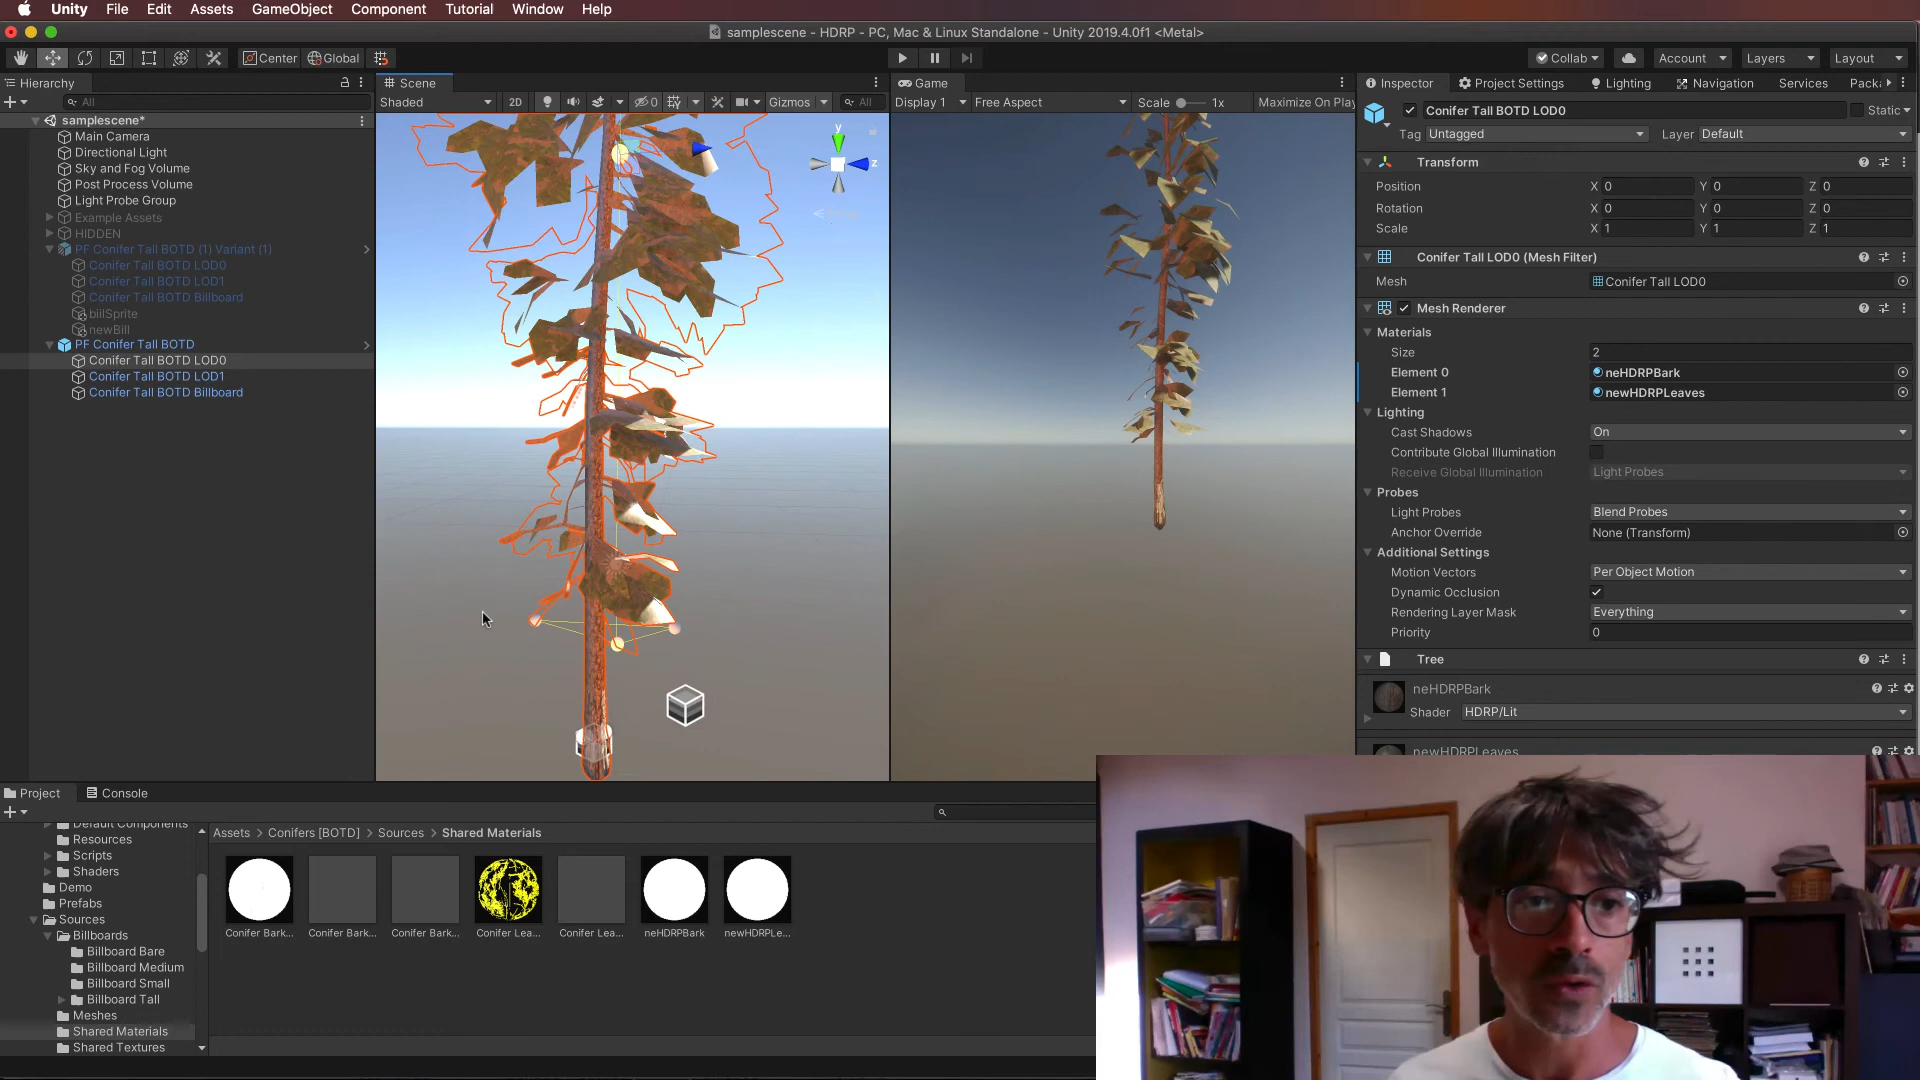 Unity File Edit Assets GameObject Component Tutorial Window Help
samplescene - HDRP - PC, Mac & Linux Standalone - Unity 2019.4.0f1 <Metal>
Center Global Collab Account Layers Layout
Hierarchy
All
samplescene*
Main Camera
Directional Light
Sky and Fog Volume
Post Process Volume
Light Probe Group
Example Assets
HIDDEN
PF Conifer Tall BOTD (1) Variant (1)
Conifer Tall BOTD LOD0
Conifer Tall BOTD LOD1
Conifer Tall BOTD Billboard
biilSprite
newBill
PF Conifer Tall BOTD
Conifer Tall BOTD LOD0
Conifer Tall BOTD LOD1
Conifer Tall BOTD Billboard
Scene
Shaded 2D 0 Gizmos All
y
z
Game
Display 1 Free Aspect Scale 1x Maximize On Play
Inspector Project Settings Lighting Navigation Services Pack
Conifer Tall BOTD LOD0 Static
Tag Untagged Layer Default
Transform
Position X 0 Y 0 Z 0
Rotation X 0 Y 0 Z 0
Scale X 1 Y 1 Z 1
Conifer Tall LOD0 (Mesh Filter)
Mesh Conifer Tall LOD0
Mesh Renderer
Materials
Size 2
Element 0 neHDRPBark
Element 1 newHDRPLeaves
Lighting
Cast Shadows On
Contribute Global Illumination
Receive Global Illumination Light Probes
Probes
Light Probes Blend Probes
Anchor Override None (Transform)
Additional Settings
Motion Vectors Per Object Motion
Dynamic Occlusion
Rendering Layer Mask Everything
Priority 0
Tree
neHDRPBark
Shader HDRP/Lit
newHDRPLeaves
Project Console
Default Components
Resources
Scripts
Shaders
Demo
Prefabs
Sources
Billboards
Billboard Bare
Billboard Medium
Billboard Small
Billboard Tall
Meshes
Shared Materials
Shared Textures
Assets > Conifers [BOTD] > Sources > Shared Materials
Conifer Bark... Conifer Bark... Conifer Bark... Conifer Lea... Conifer Lea... neHDRPBark newHDRPLe...